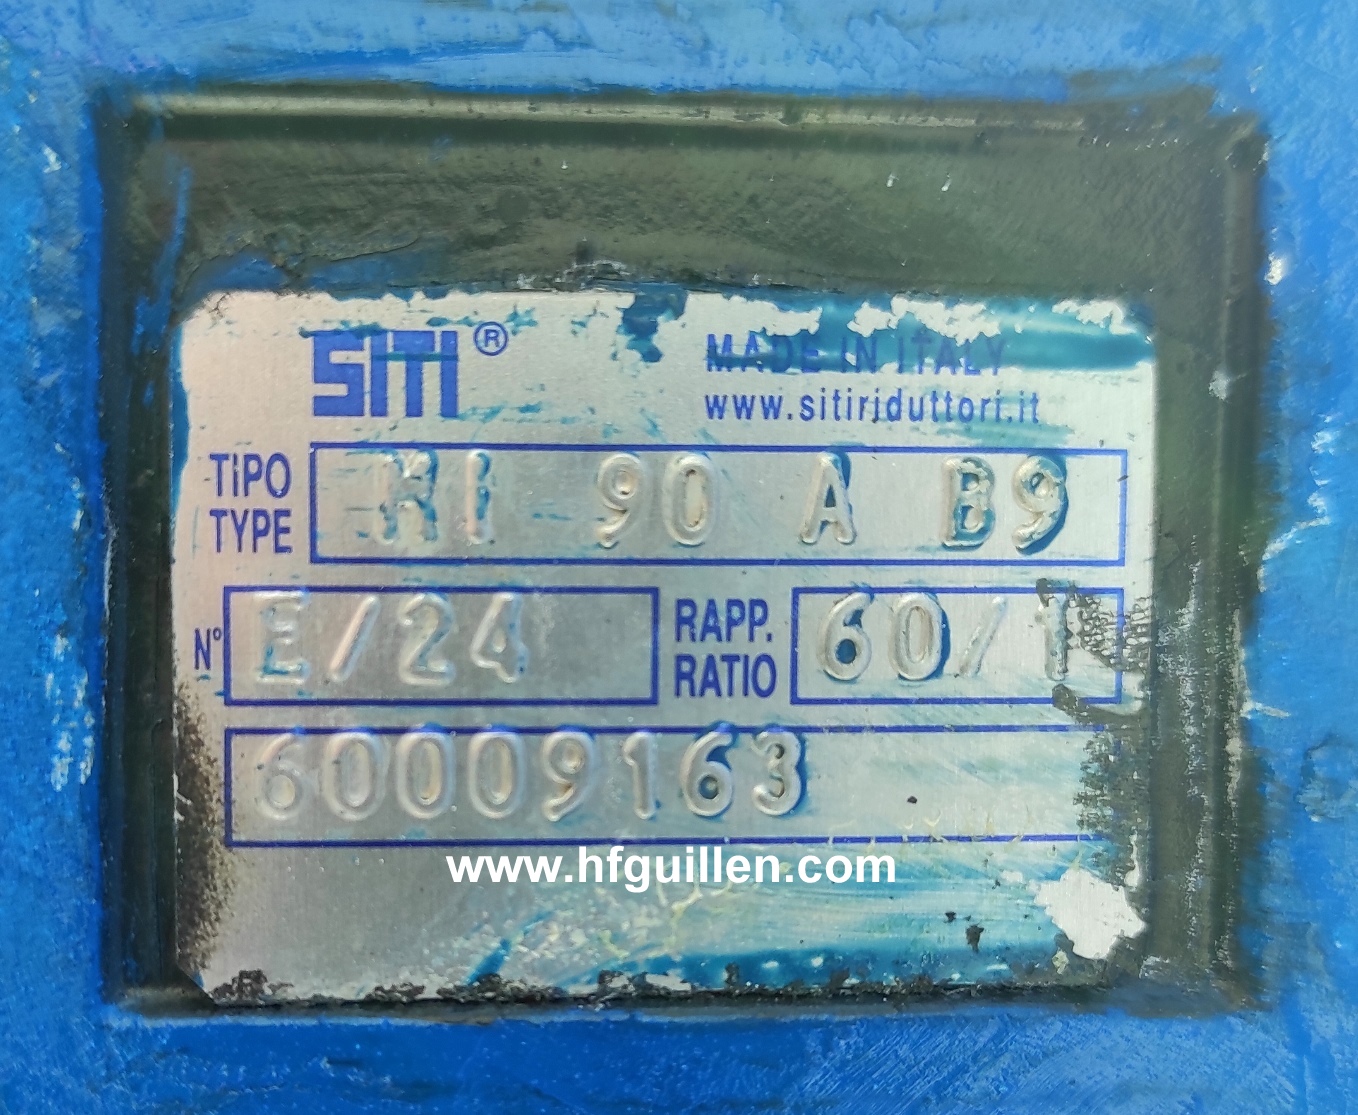 SITI®
MADE IN ITALY
www.sitiriduttori.it
TIPO
TYPE
MI 90 A B9
N° E/24
RAPP.
RATIO
60/1
60009163
www.hfguillen.com